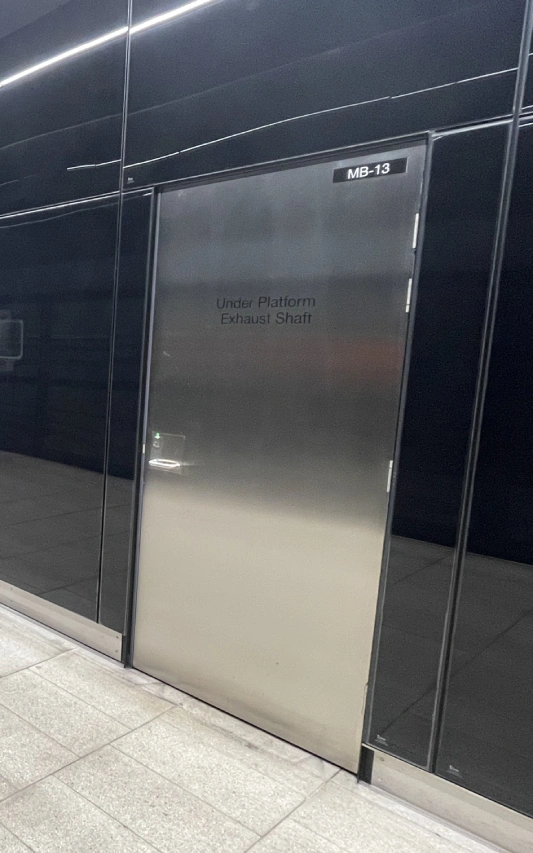 MB-13
Under Platform
Exhaust Shaft